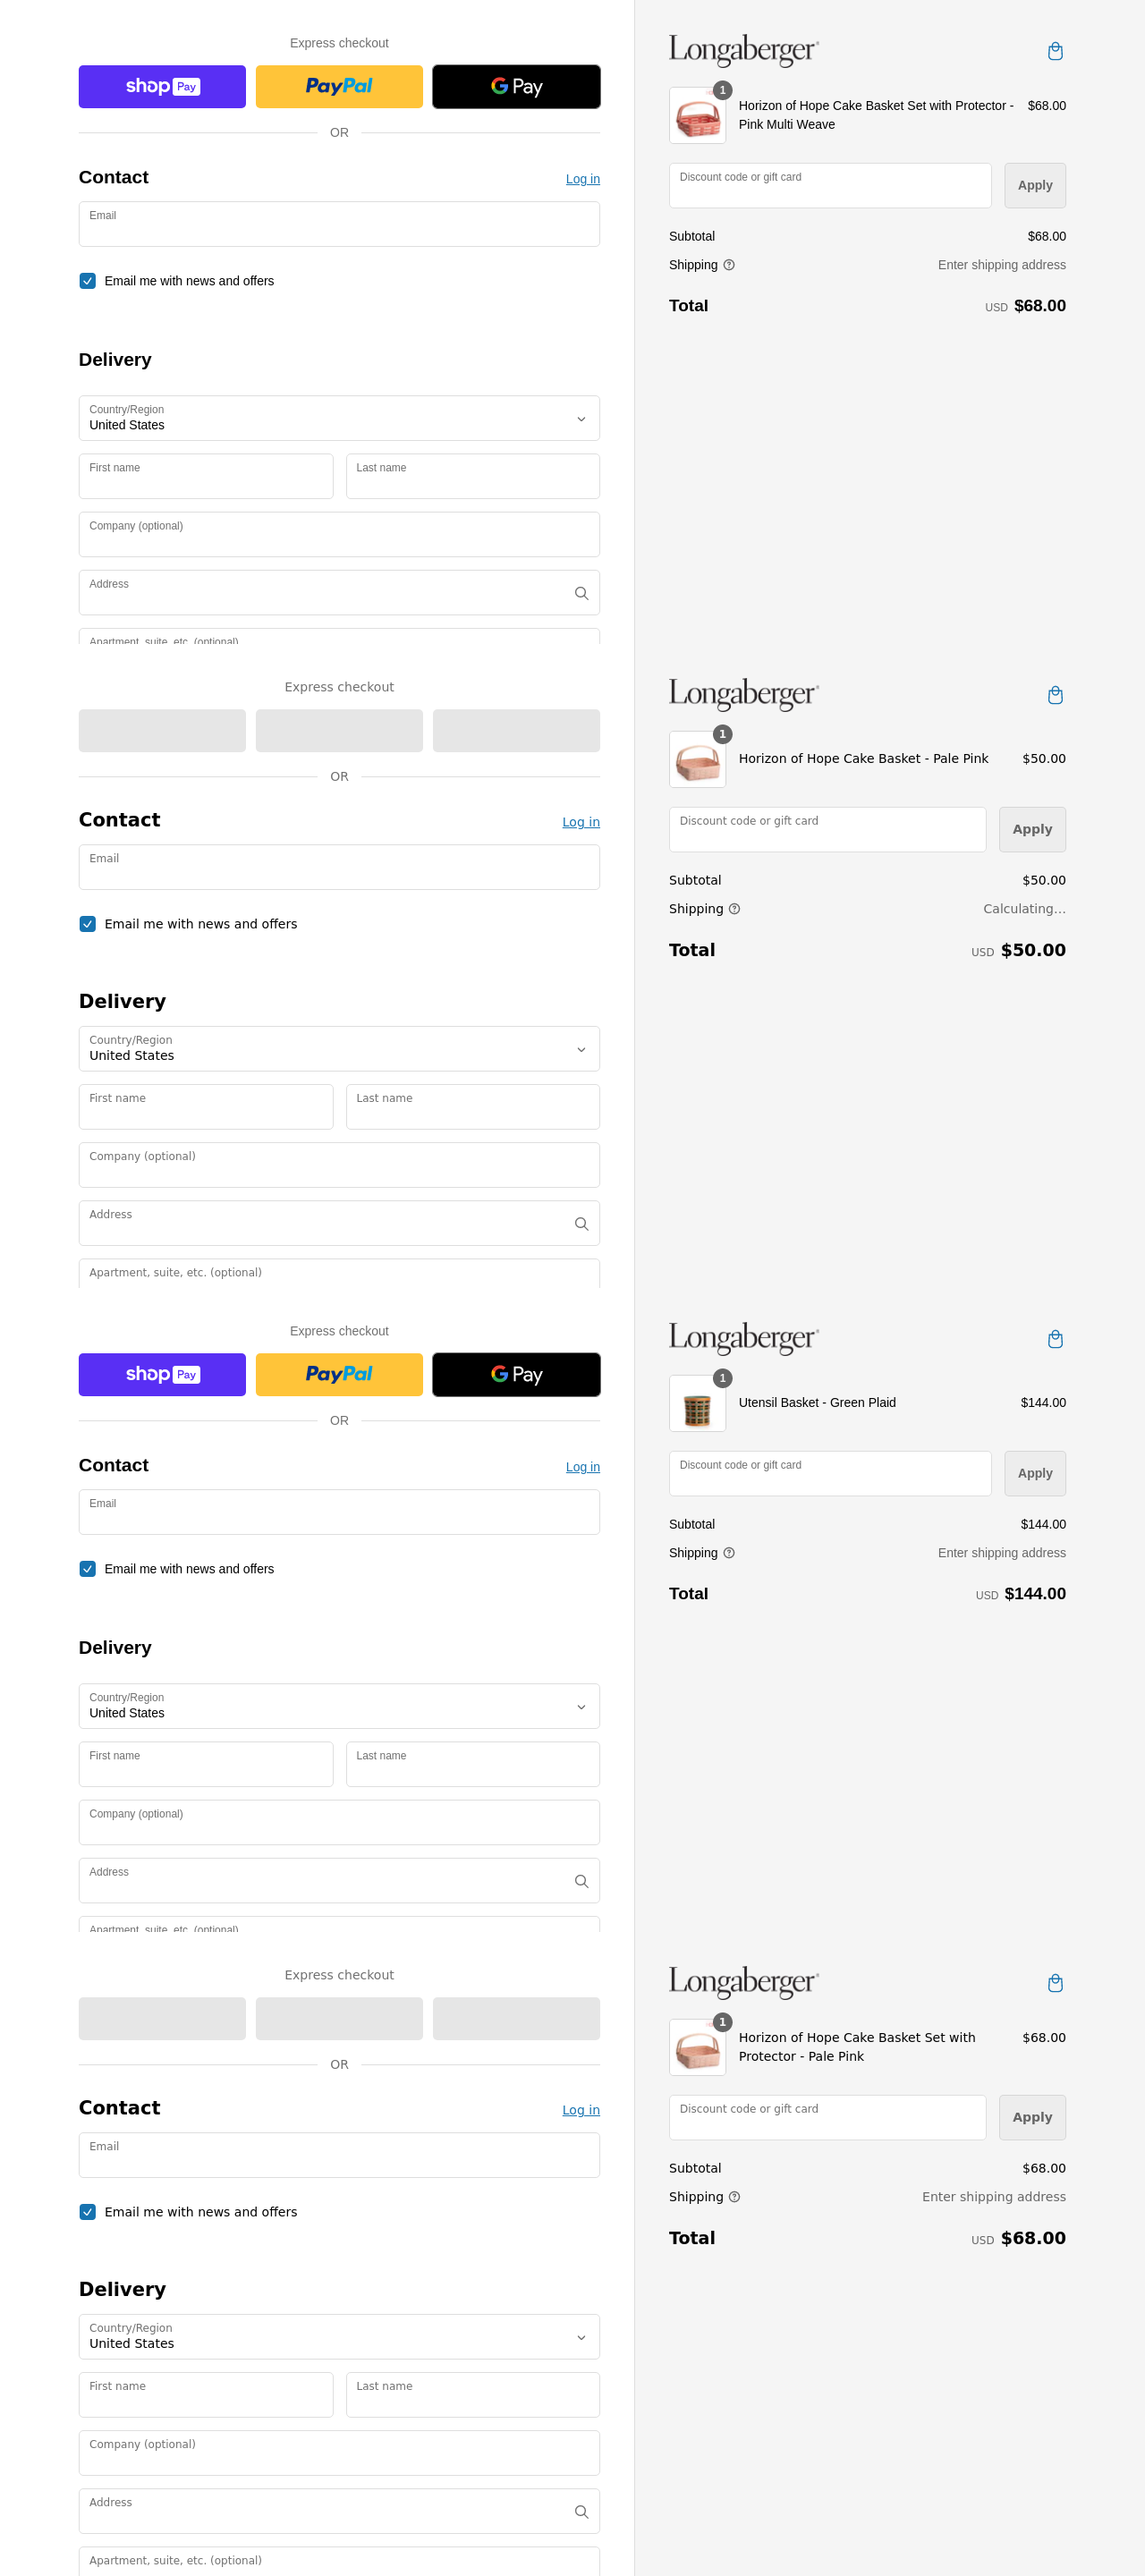 Express checkout
shop Pay
PayPal
G Pay
OR
Contact
Log in
Email
Email me with news and offers
Delivery
Country/Region
United States
First name
Last name
Company (optional)
Address
Apartment, suite, etc. (optional)
Longaberger®
1
Horizon of Hope Cake Basket Set with Protector -
Pink Multi Weave
$68.00
Discount code or gift card
Apply
Subtotal
$68.00
Shipping
Enter shipping address
Total
USD $68.00
Express checkout
OR
Contact
Log in
Email
Email me with news and offers
Delivery
Country/Region
United States
First name
Last name
Company (optional)
Address
Apartment, suite, etc. (optional)
Longaberger®
1
Horizon of Hope Cake Basket - Pale Pink
$50.00
Discount code or gift card
Apply
Subtotal
$50.00
Shipping
Calculating...
Total
USD $50.00
Express checkout
shop Pay
PayPal
G Pay
OR
Contact
Log in
Email
Email me with news and offers
Delivery
Country/Region
United States
First name
Last name
Company (optional)
Address
Apartment, suite, etc. (optional)
Longaberger®
1
Utensil Basket - Green Plaid
$144.00
Discount code or gift card
Apply
Subtotal
$144.00
Shipping
Enter shipping address
Total
USD $144.00
Express checkout
OR
Contact
Log in
Email
Email me with news and offers
Delivery
Country/Region
United States
First name
Last name
Company (optional)
Address
Apartment, suite, etc. (optional)
Longaberger®
1
Horizon of Hope Cake Basket Set with
Protector - Pale Pink
$68.00
Discount code or gift card
Apply
Subtotal
$68.00
Shipping
Enter shipping address
Total
USD $68.00